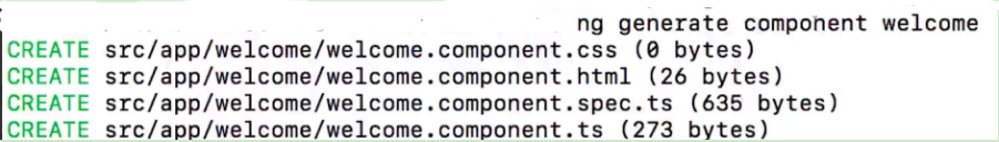 ng generate component welcome
CREATE src/app/welcome/welcome.component.css (0 bytes)
CREATE src/app/welcome/welcome.component.html (26 bytes)
CREATE src/app/welcome/welcome.component.spec.ts (635 bytes)
CREATE src/app/welcome/welcome.component.ts (273 bytes)